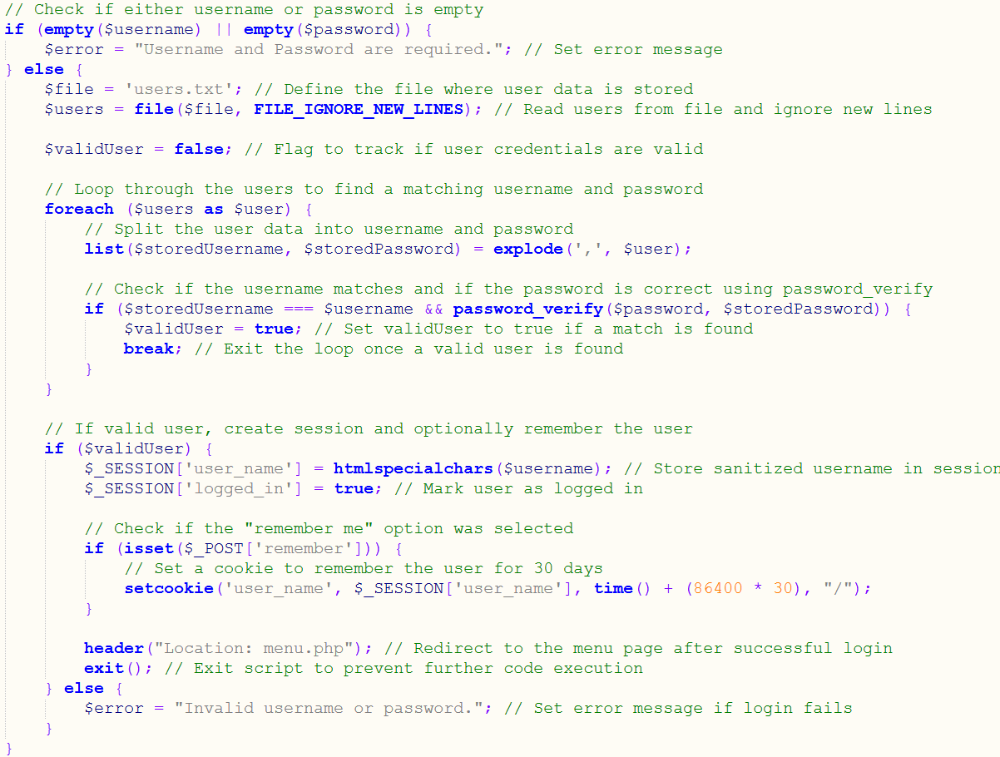 // Check if either username or password is empty
if (empty($username) || empty($password)) {
    $error = "Username and Password are required."; // Set error message
} else {
    $file = 'users.txt'; // Define the file where user data is stored
    $users = file($file, FILE_IGNORE_NEW_LINES); // Read users from file and ignore new lines

    $validUser = false; // Flag to track if user credentials are valid

    // Loop through the users to find a matching username and password
    foreach ($users as $user) {
        // Split the user data into username and password
        list($storedUsername, $storedPassword) = explode(',', $user);

        // Check if the username matches and if the password is correct using password_verify
        if ($storedUsername === $username && password_verify($password, $storedPassword)) {
            $validUser = true; // Set validUser to true if a match is found
            break; // Exit the loop once a valid user is found
        }
    }

    // If valid user, create session and optionally remember the user
    if ($validUser) {
        $_SESSION['user_name'] = htmlspecialchars($username); // Store sanitized username in session
        $_SESSION['logged_in'] = true; // Mark user as logged in

        // Check if the "remember me" option was selected
        if (isset($_POST['remember'])) {
            // Set a cookie to remember the user for 30 days
            setcookie('user_name', $_SESSION['user_name'], time() + (86400 * 30), "/");
        }

        header("Location: menu.php"); // Redirect to the menu page after successful login
        exit(); // Exit script to prevent further code execution
    } else {
        $error = "Invalid username or password."; // Set error message if login fails
    }
}